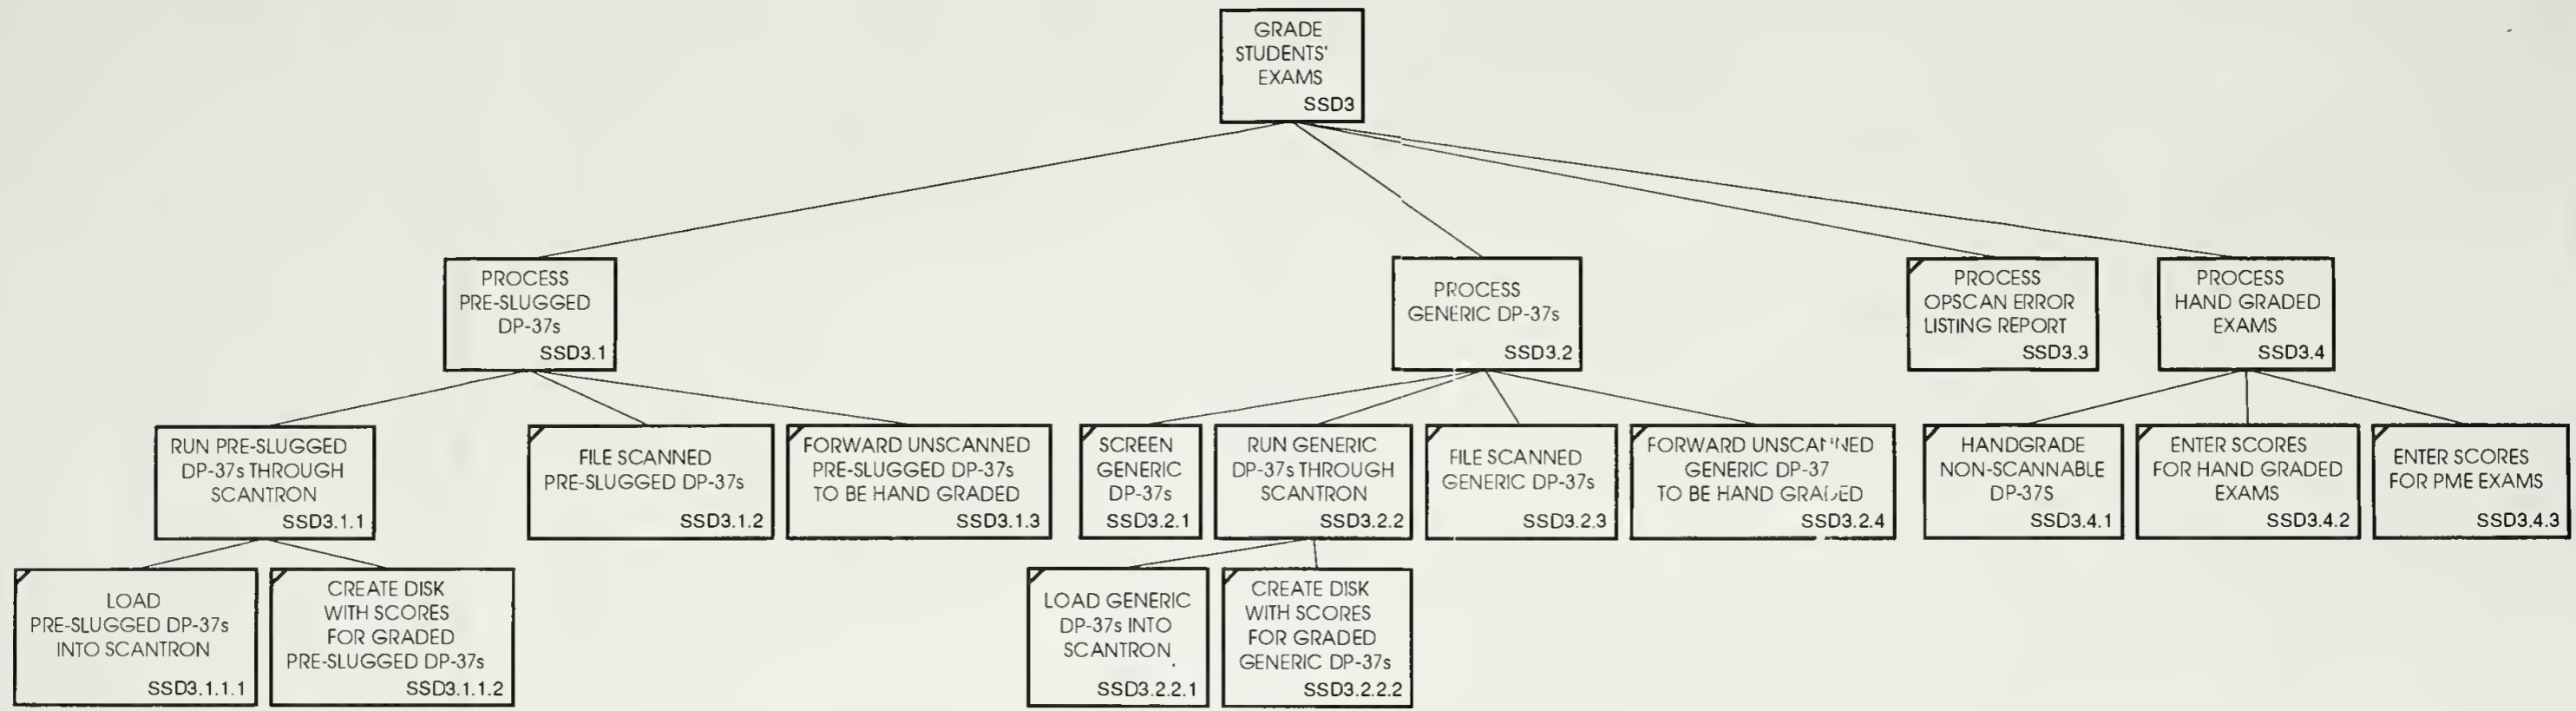 GRADE
STUDENTS'
EXAMS
SSD3
PROCESS
PRE-SLUGGED
DP-37s
SSD3.1
PROCESS
GENERIC DP-37s
SSD3.2
PROCESS
OPSCAN ERROR
LISTING REPORT
SSD3.3
PROCESS
HAND GRADED
EXAMS
SSD3.4
RUN PRE-SLUGGED
DP-37s THROUGH
SCANTRON
SSD3.1.1
FILE SCANNED
PRE-SLUGGED DP-37s
SSD3.1.2
FORWARD UNSCANNED
PRE-SLUGGED DP-37s
TO BE HAND GRADED
SSD3.1.3
SCREEN
GENERIC
DP-37s
SSD3.2.1
RUN GENERIC
DP-37s THROUGH
SCANTRON
SSD3.2.2
FILE SCANNED
GENERIC DP-37s
SSD3.2.3
FORWARD UNSCANNED
GENERIC DP-37
TO BE HAND GRADED
SSD3.2.4
HANDGRADE
NON-SCANNABLE
DP-37S
SSD3.4.1
ENTER SCORES
FOR HAND GRADED
EXAMS
SSD3.4.2
ENTER SCORES
FOR PME EXAMS
SSD3.4.3
LOAD
PRE-SLUGGED DP-37s
INTO SCANTRON
SSD3.1.1.1
CREATE DISK
WITH SCORES
FOR GRADED
PRE-SLUGGED DP-37s
SSD3.1.1.2
LOAD GENERIC
DP-37s INTO
SCANTRON
SSD3.2.2.1
CREATE DISK
WITH SCORES
FOR GRADED
GENERIC DP-37s
SSD3.2.2.2